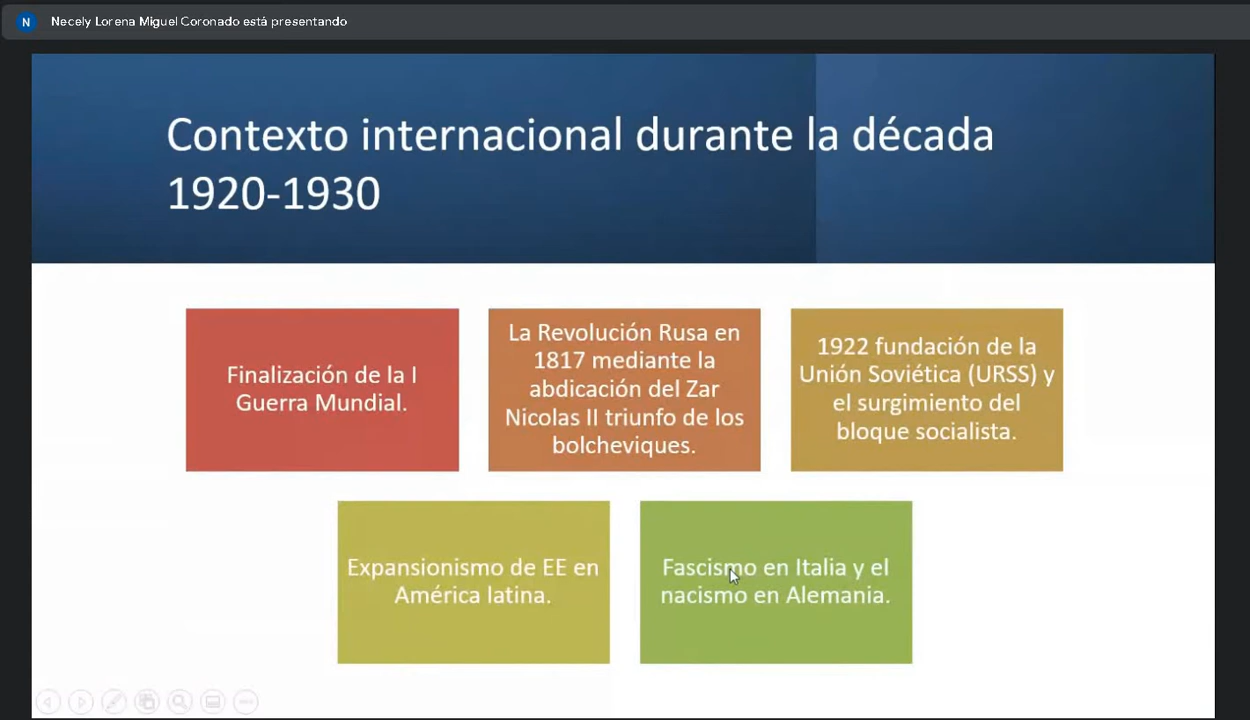 N Necely Lorena Miguel Coronado está presentando
Contexto internacional durante la década
1920-1930
Finalización de la I
Guerra Mundial.
La Revolución Rusa en
1817 mediante la
abdicación del Zar
Nicolas II triunfo de los
bolcheviques.
1922 fundación de la
Unión Soviética (URSS) y
el surgimiento del
bloque socialista.
Expansionismo de EE en
América latina.
Fascismo en Italia y el
nacismo en Alemania.